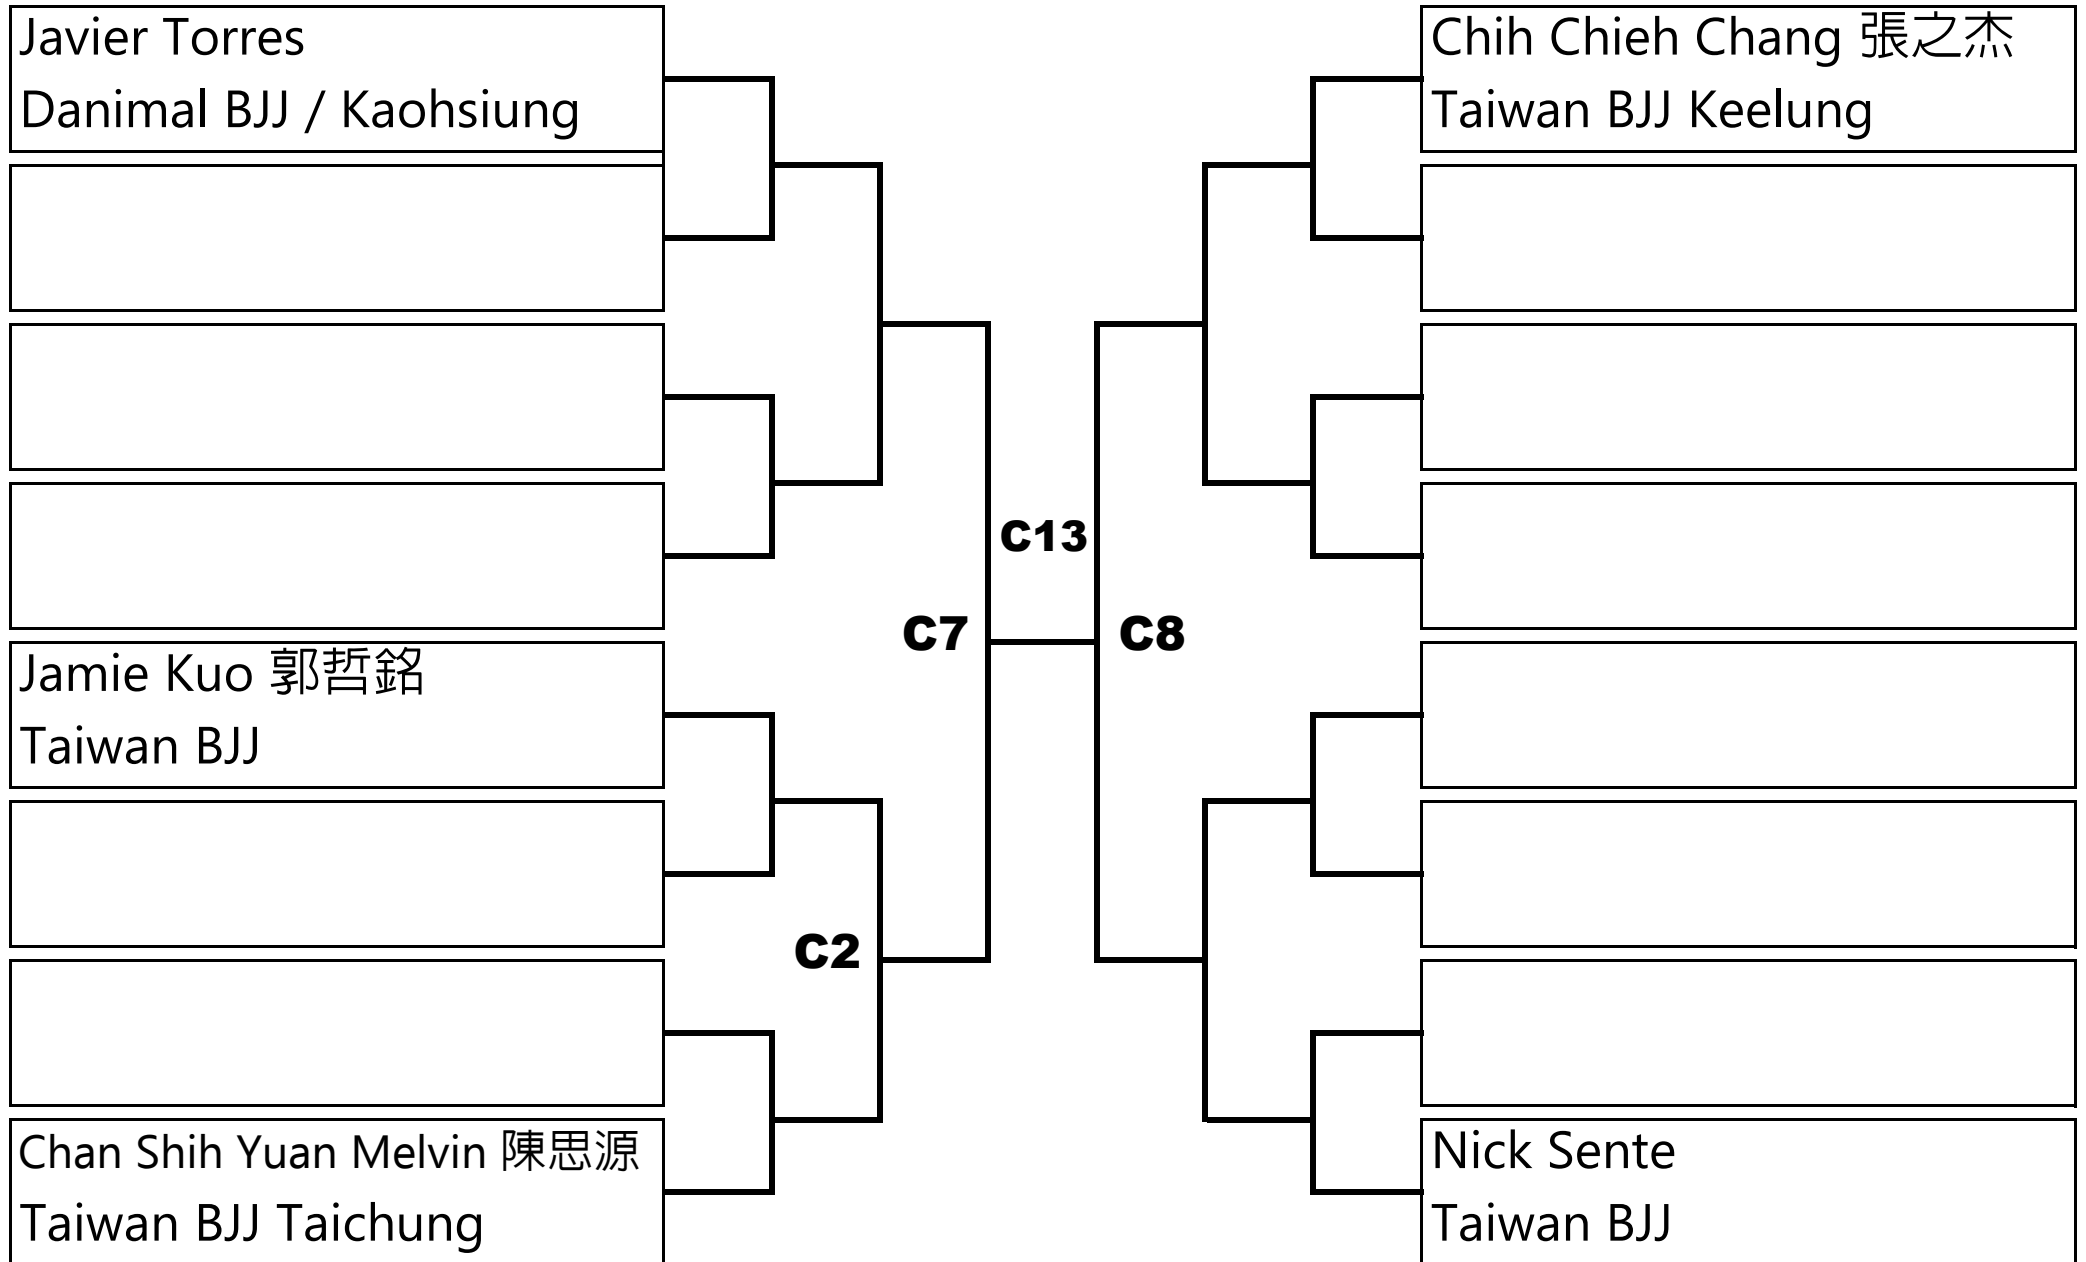 Javier Torres
Danimal BJJ / Kaohsiung
Jamie Kuo 郭哲銘
Taiwan BJJ
Chan Shih Yuan Melvin 陳思源
Taiwan BJJ Taichung
C2
C7
C13
C8
Chih Chieh Chang 張之杰
Taiwan BJJ Keelung
Nick Sente
Taiwan BJJ